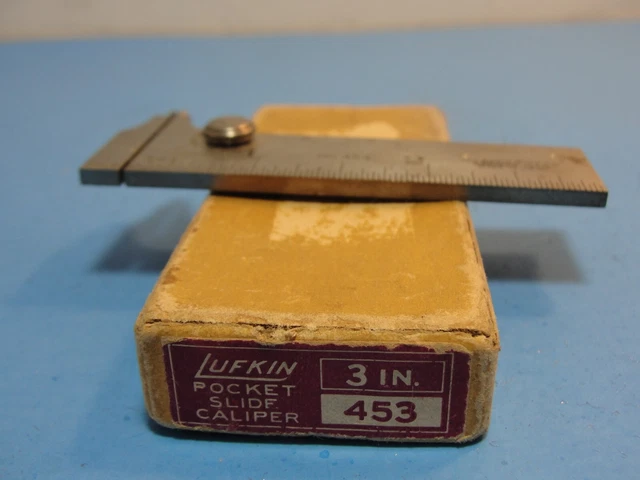 LUFKIN
POCKET
SLIDE
CALIPER
3 IN.
453